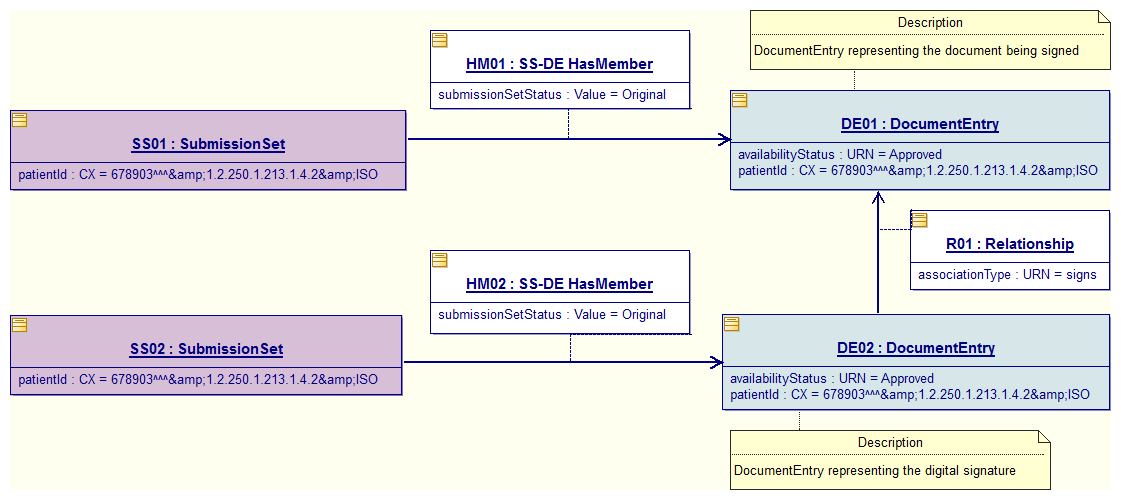 Description
DocumentEntry representing the document being signed
HM01 : SS-DE HasMember
submissionSetStatus : Value = Original
SS01 : SubmissionSet
patientId : CX = 678903^^^&amp;1.2.250.1.213.1.4.2&amp;ISO
DE01 : DocumentEntry
availabilityStatus : URN = Approved
patientId : CX = 678903^^^&amp;1.2.250.1.213.1.4.2&amp;ISO
R01 : Relationship
associationType : URN = signs
HM02 : SS-DE HasMember
submissionSetStatus : Value = Original
SS02 : SubmissionSet
patientId : CX = 678903^^^&amp;1.2.250.1.213.1.4.2&amp;ISO
DE02 : DocumentEntry
availabilityStatus : URN = Approved
patientId : CX = 678903^^^&amp;1.2.250.1.213.1.4.2&amp;ISO
Description
DocumentEntry representing the digital signature